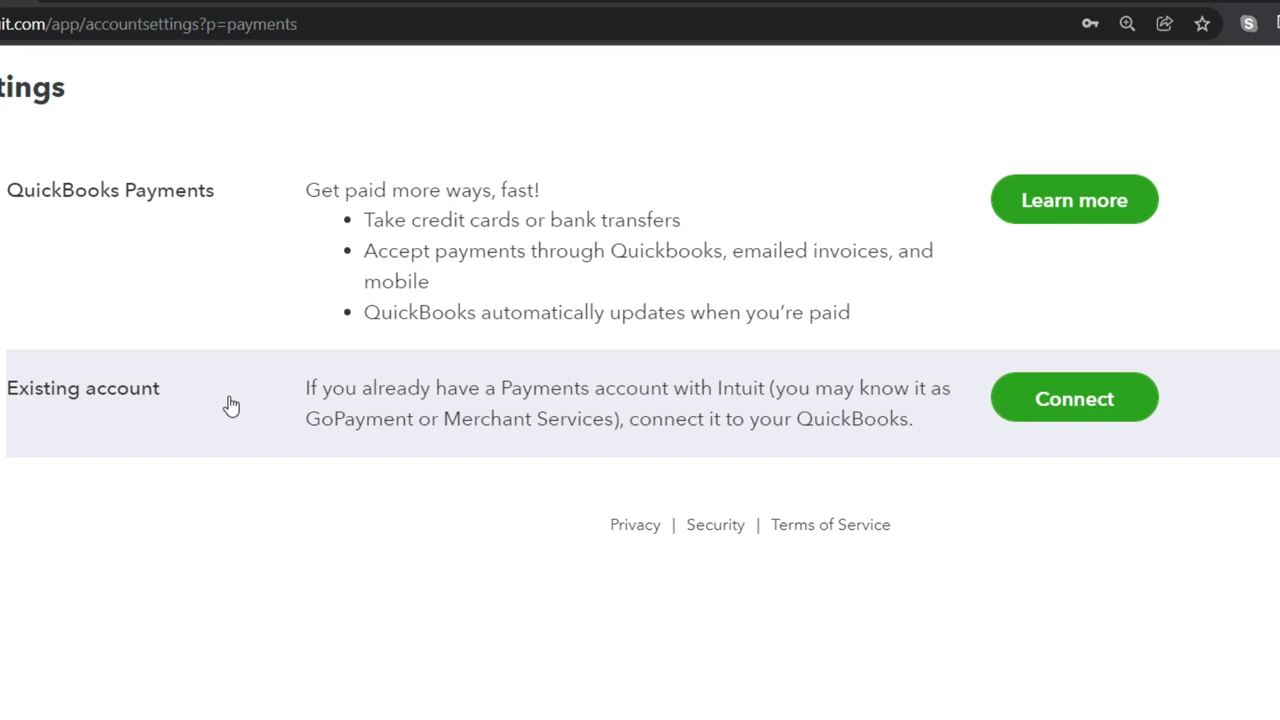 it.com/app/accountsettings?p=payments
S
tings
QuickBooks Payments
Get paid more ways, fast!
• Take credit cards or bank transfers
• Accept payments through Quickbooks, emailed invoices, and
mobile
• QuickBooks automatically updates when you’re paid
Learn more
Existing account
If you already have a Payments account with Intuit (you may know it as
GoPayment or Merchant Services), connect it to your QuickBooks.
Connect
Privacy | Security | Terms of Service